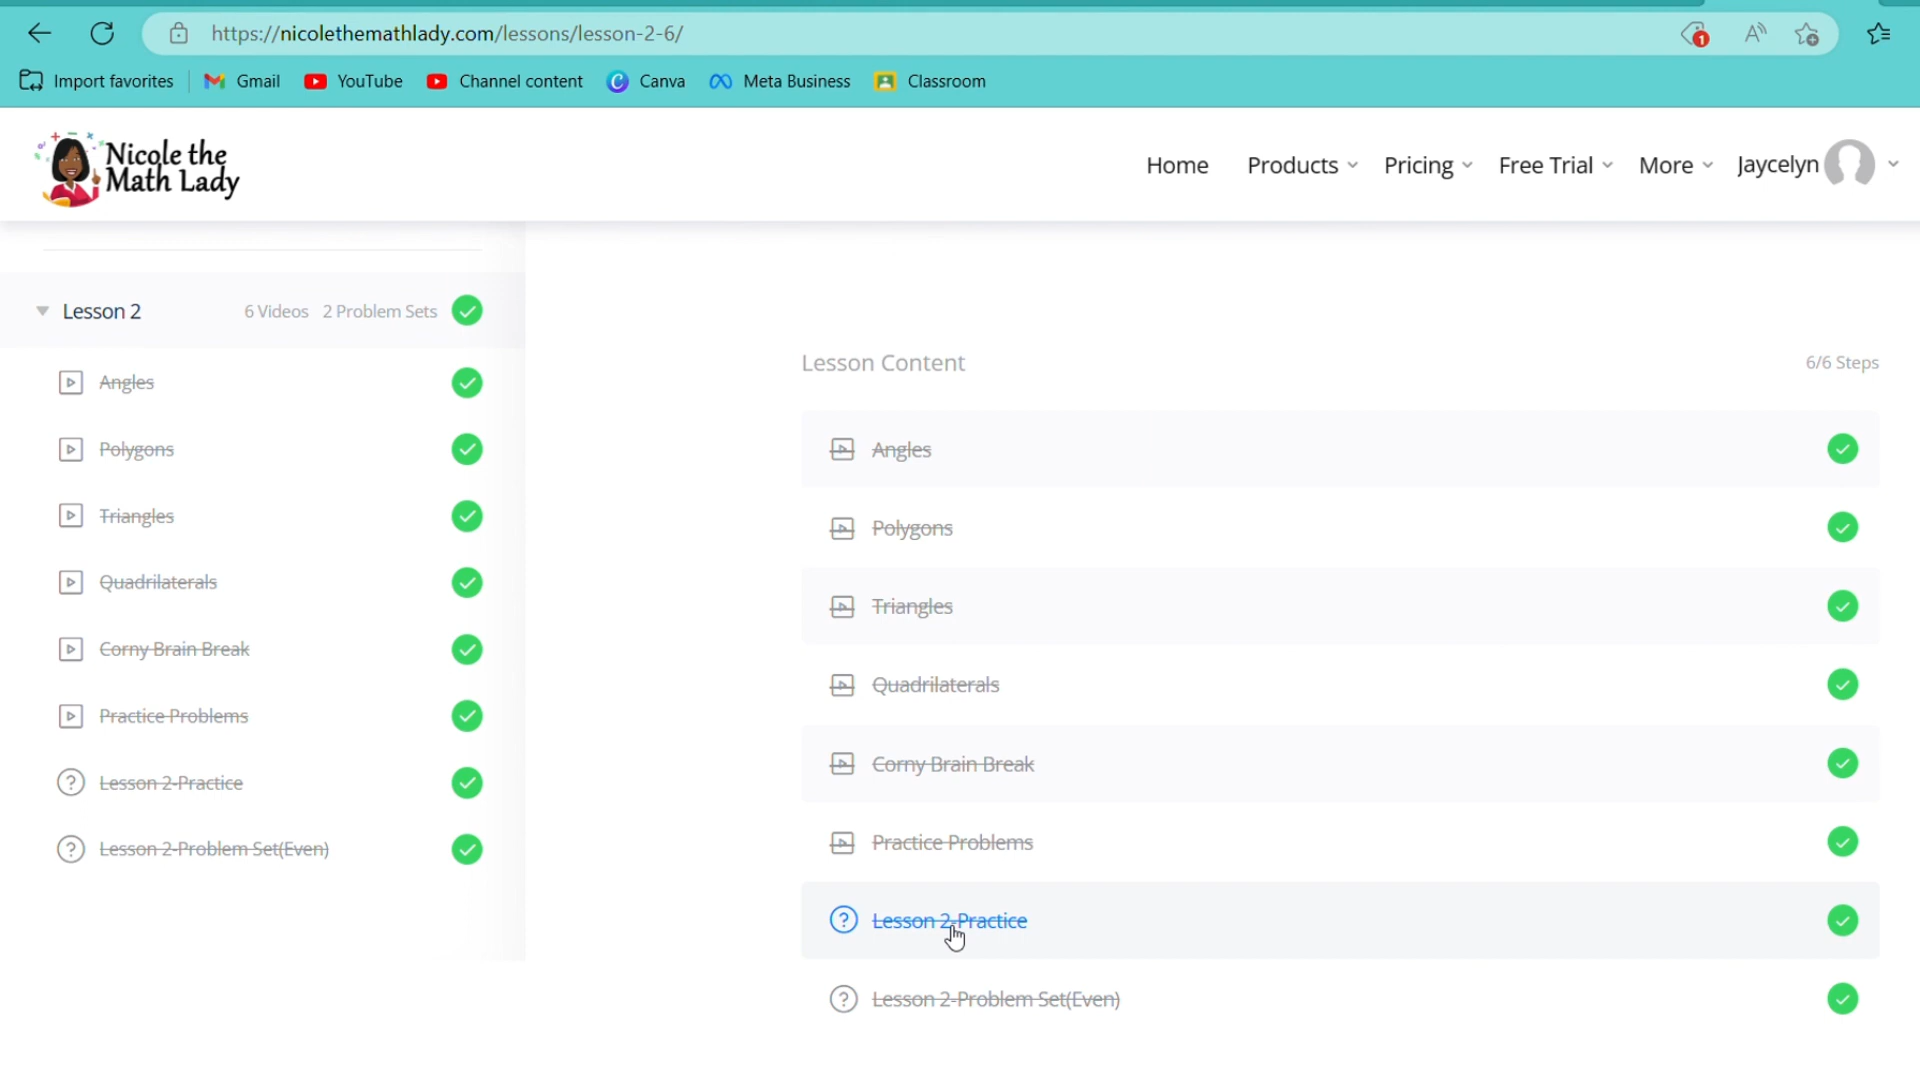 https://nicolethemathlady.com/lessons/lesson-2-6/
1
A
Import favorites
Gmail
YouTube
Channel content
Canva
Meta Business
Classroom
Nicole the
Math Lady
Home
Products
Pricing
Free Trial
More
Jaycelyn
Lesson 2
6 Videos 2 Problem Sets
Angles
Polygons
Triangles
Quadrilaterals
Corny Brain Break
Practice Problems
Lesson 2-Practice
Lesson 2-Problem Set(Even)
Lesson Content
6/6 Steps
Angles
Polygons
Triangles
Quadrilaterals
Corny Brain Break
Practice Problems
Lesson 2-Practice
Lesson 2-Problem Set(Even)